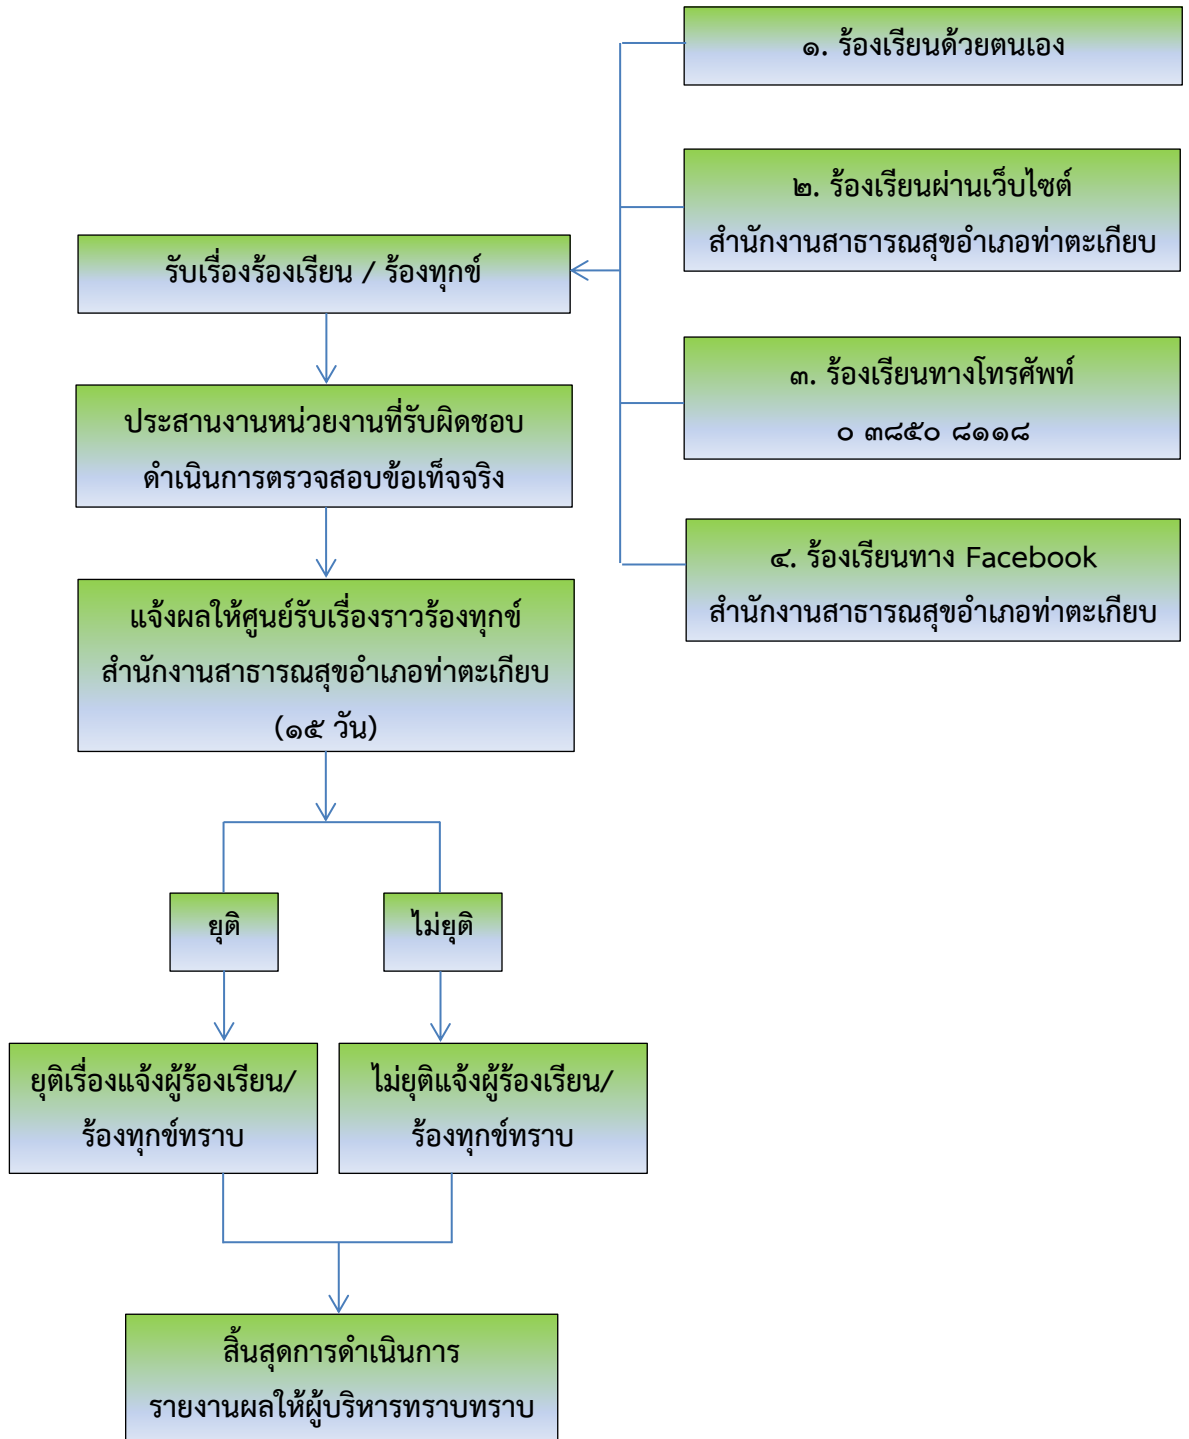 ๑. ร้องเรียนด้วยตนเอง
๒. ร้องเรียนผ่านเว็บไซต์
สำนักงานสาธารณสุขอำเภอท่าตะเกียบ
รับเรื่องร้องเรียน / ร้องทุกข์
๓. ร้องเรียนทางโทรศัพท์
๐ ๓๘๕๐ ๘๑๑๘
ประสานงานหน่วยงานที่รับผิดชอบ
ดำเนินการตรวจสอบข้อเท็จจริง
๔. ร้องเรียนทาง Facebook
สำนักงานสาธารณสุขอำเภอท่าตะเกียบ
แจ้งผลให้ศูนย์รับเรื่องราวร้องทุกข์
สำนักงานสาธารณสุขอำเภอท่าตะเกียบ
(๑๕ วัน)
ยุติ
ไม่ยุติ
ยุติเรื่องแจ้งผู้ร้องเรียน/
ร้องทุกข์ทราบ
ไม่ยุติแจ้งผู้ร้องเรียน/
ร้องทุกข์ทราบ
สิ้นสุดการดำเนินการ
รายงานผลให้ผู้บริหารทราบทราบ